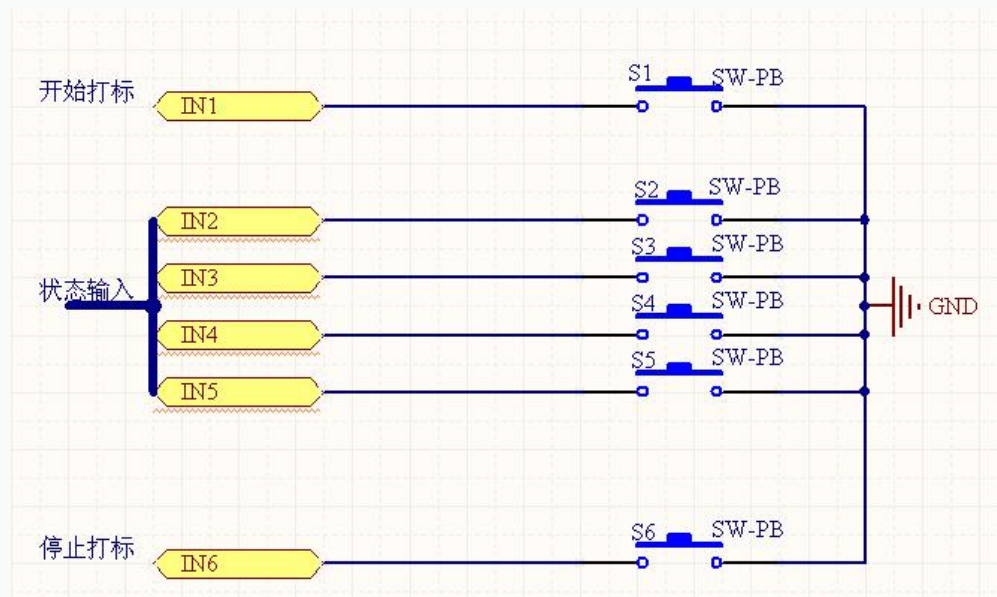 开始打标
IN1
S1
SW-PB
IN2
S2
SW-PB
IN3
S3
SW-PB
状态输入
GND
IN4
S4
SW-PB
IN5
S5
SW-PB
停止打标
IN6
S6
SW-PB